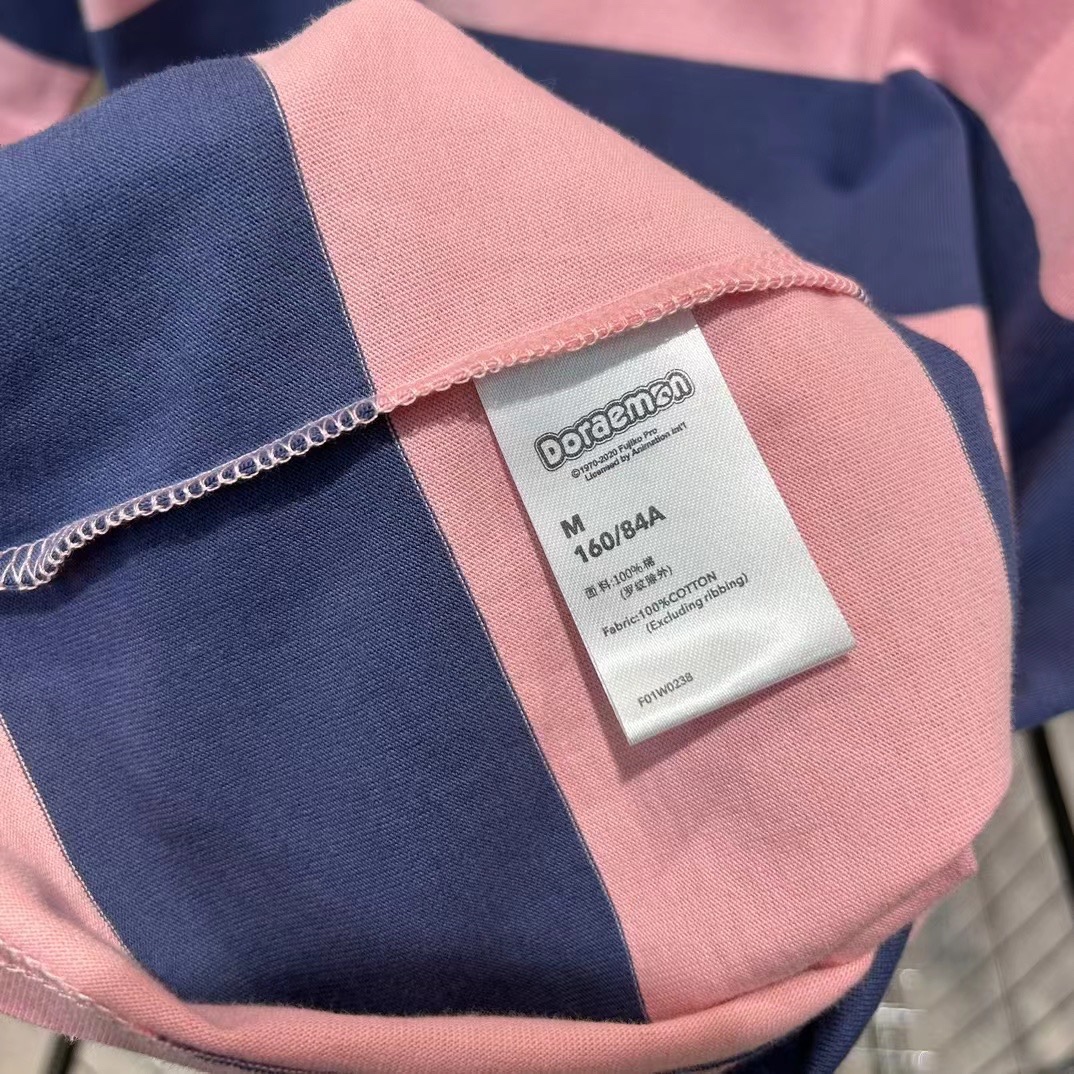 Doraemon
©1970-2020 Fujiko Pro
Licensed by Animation Int'l
M
160/84A
面料:100%棉
(罗纹除外)
Fabric:100%COTTON
(Excluding ribbing)
F01W0238